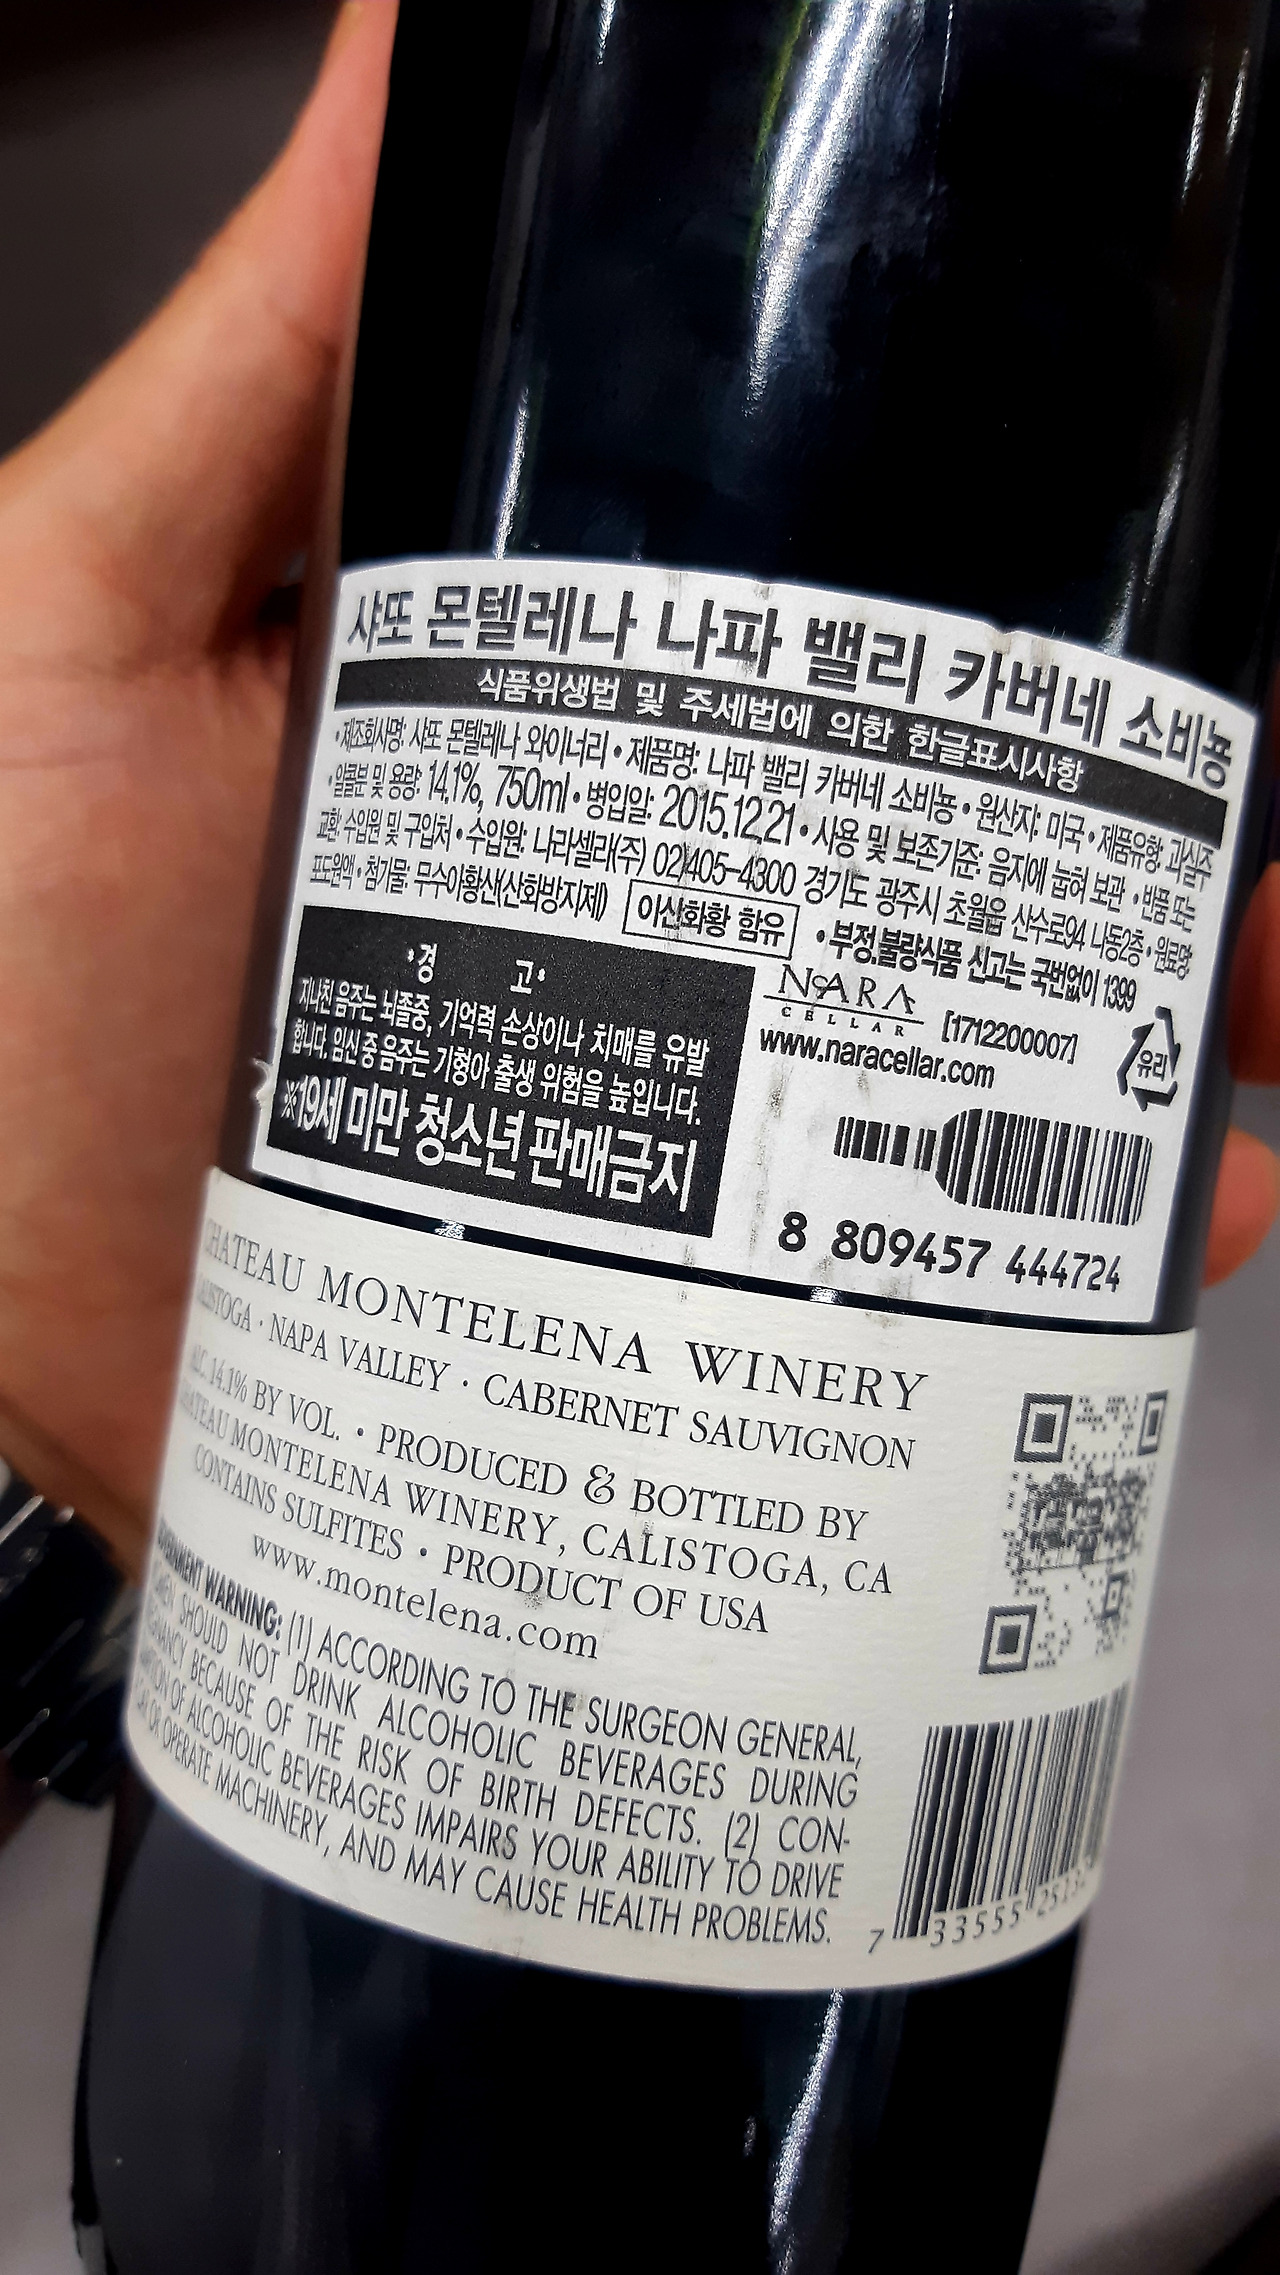 샤또 몬텔레나 나파 밸리 카버네 소비뇽
식품위생법 및 주세법에 의한 한글표시사항
•제조회사명: 샤또 몬텔레나 와이너리 • 제품명: 나파 밸리 카버네 소비뇽 • 원산지: 미국 • 제품유형: 과실주
•알콜분 및 용량: 14.1%, 750ml • 병입일: 2015.12.21 • 사용 및 보존기준: 음지에 눕혀 보관 •반품 또는
교환: 수입원 및 구입처 • 수입원: 나라셀라(주) 02)405-4300 경기도 광주시 초월읍 산수로94 나동2층 • 원료명:
포도원액 • 첨가물: 무수아황산(산화방지제) 이산화황 함유 •부정.불량식품 신고는 국번없이 1399
•경 고•
지나친 음주는 뇌졸중, 기억력 손상이나 치매를 유발
합니다. 임신 중 음주는 기형아 출생 위험을 높입니다.
※19세 미만 청소년 판매금지
NARA
CELLAR
[1712200007]
www.naracellar.com
유리
8 809457 444724
CHATEAU MONTELENA WINERY
CALISTOGA · NAPA VALLEY · CABERNET SAUVIGNON
ALC. 14.1% BY VOL. • PRODUCED & BOTTLED BY
CHATEAU MONTELENA WINERY, CALISTOGA, CA
CONTAINS SULFITES • PRODUCT OF USA
www.montelena.com
GOVERNMENT WARNING: (1) ACCORDING TO THE SURGEON GENERAL,
WOMEN SHOULD NOT DRINK ALCOHOLIC BEVERAGES DURING
PREGNANCY BECAUSE OF THE RISK OF BIRTH DEFECTS. (2) CON-
SUMPTION OF ALCOHOLIC BEVERAGES IMPAIRS YOUR ABILITY TO DRIVE
A CAR OR OPERATE MACHINERY, AND MAY CAUSE HEALTH PROBLEMS.
7 33555